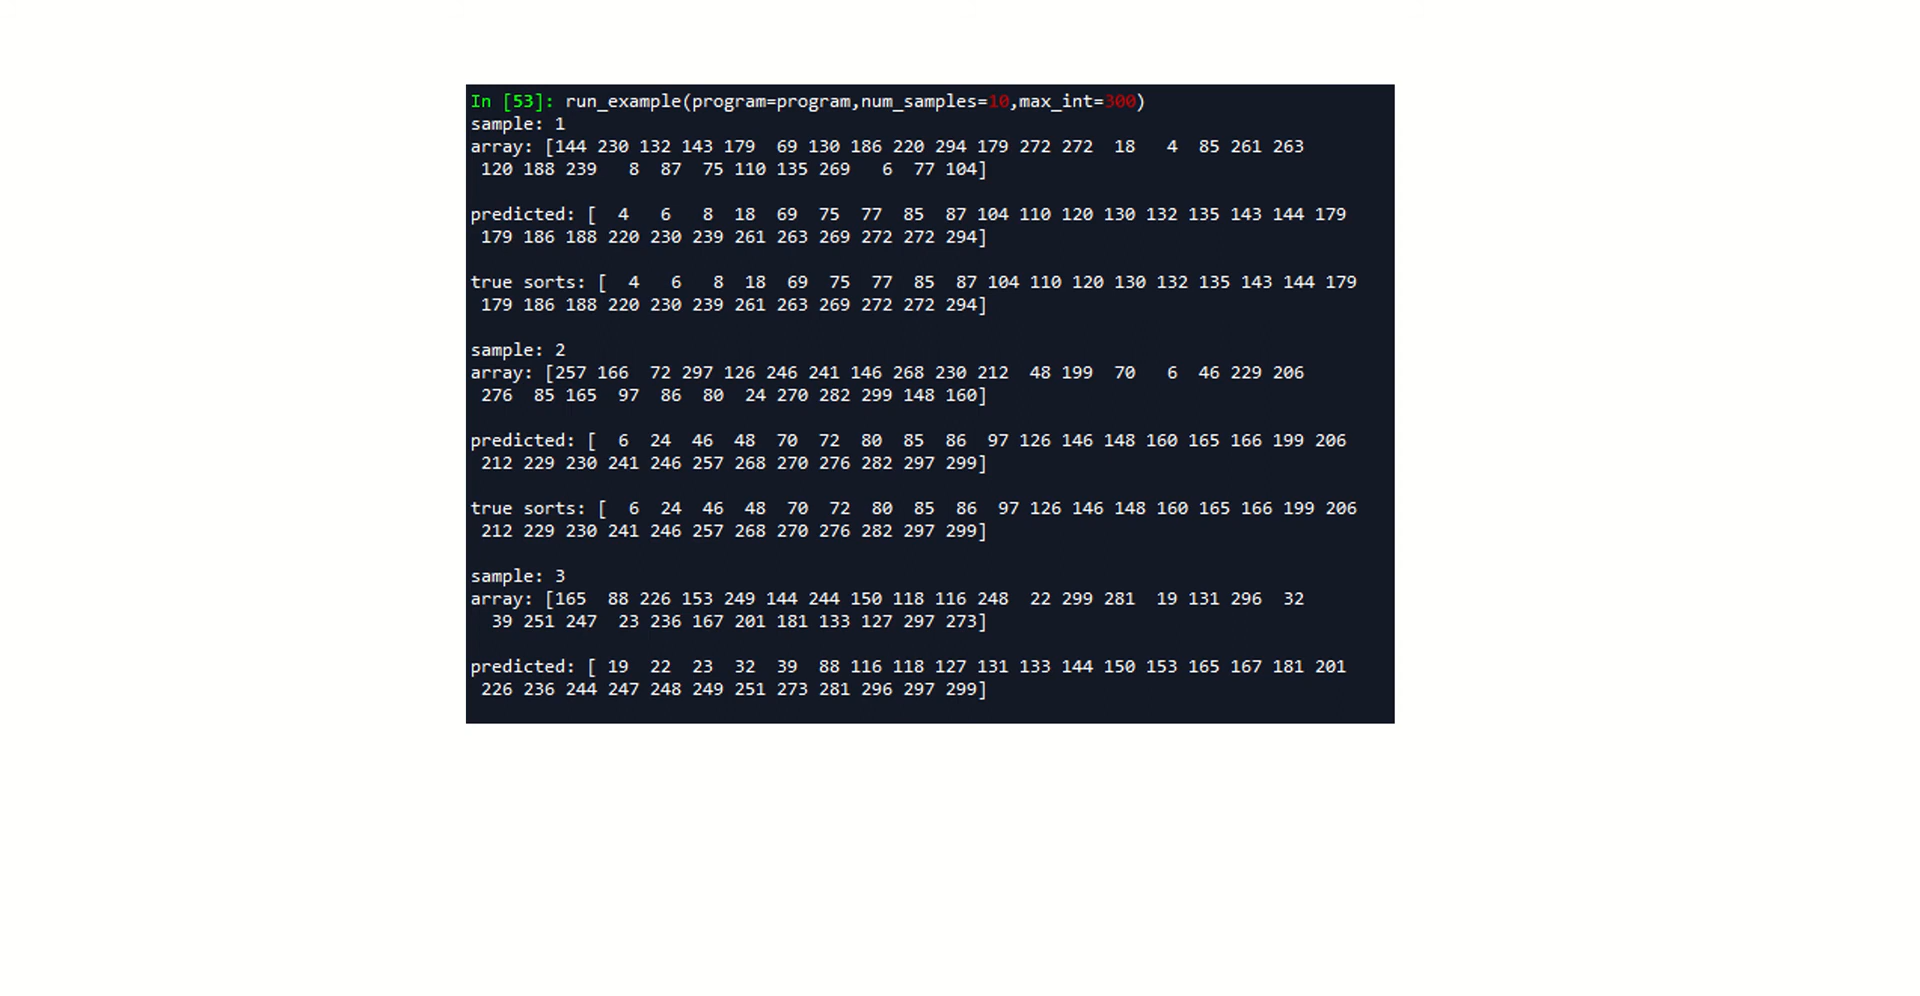 In [53]: run_example(program=program,num_samples=10,max_int=300)
sample: 1
array: [144 230 132 143 179  69 130 186 220 294 179 272 272  18   4  85 261 263
 120 188 239   8  87  75 110 135 269   6  77 104]
predicted: [  4   6   8  18  69  75  77  85  87 104 110 120 130 132 135 143 144 179
 179 186 188 220 230 239 261 263 269 272 272 294]
true sorts: [  4   6   8  18  69  75  77  85  87 104 110 120 130 132 135 143 144 179
 179 186 188 220 230 239 261 263 269 272 272 294]
sample: 2
array: [257 166  72 297 126 246 241 146 268 230 212  48 199  70   6  46 229 206
 276  85 165  97  86  80  24 270 282 299 148 160]
predicted: [  6  24  46  48  70  72  80  85  86  97 126 146 148 160 165 166 199 206
 212 229 230 241 246 257 268 270 276 282 297 299]
true sorts: [  6  24  46  48  70  72  80  85  86  97 126 146 148 160 165 166 199 206
 212 229 230 241 246 257 268 270 276 282 297 299]
sample: 3
array: [165  88 226 153 249 144 244 150 118 116 248  22 299 281  19 131 296  32
  39 251 247  23 236 167 201 181 133 127 297 273]
predicted: [ 19  22  23  32  39  88 116 118 127 131 133 144 150 153 165 167 181 201
 226 236 244 247 248 249 251 273 281 296 297 299]